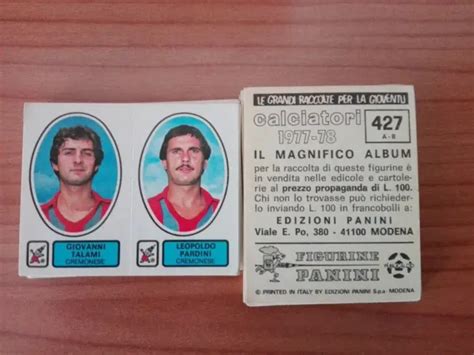 GIOVANNI
TALAMI
CREMONESE
LEOPOLDO
PARDINI
CREMONESE
LE GRANDI RACCOLTE PER LA GIOVENTU
calciatori
1977-78
427
A-B
IL MAGNIFICO ALBUM
per la raccolta di queste figurine è
in vendita nelle edicole e cartole-
rie al prezzo propaganda di L. 100.
Chi non lo trovasse può richieder-
lo inviando L. 100 in francobolli a:
EDIZIONI PANINI
Viale E. Po, 380 - 41100 MODENA
FIGURINE
PANINI
© PRINTED IN ITALY BY EDIZIONI PANINI S.p.a. - MODENA